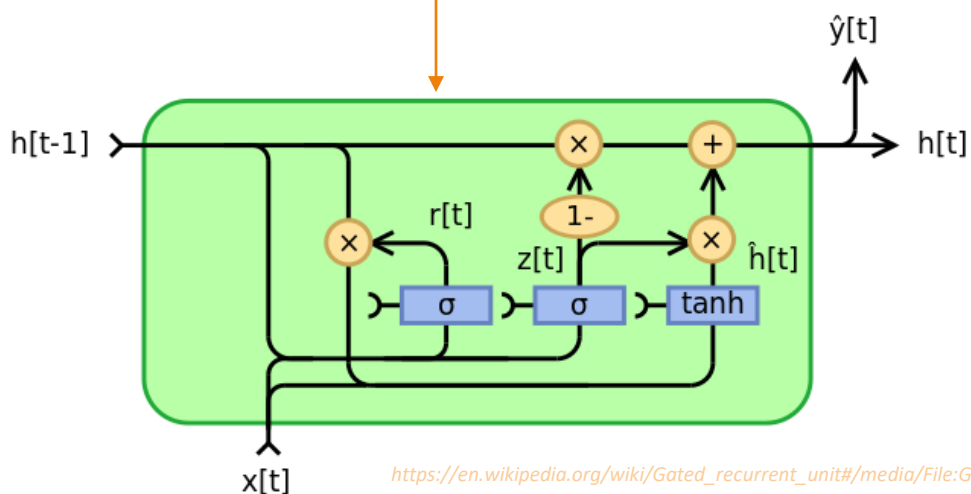 ŷ[t]
h[t-1]
×
+
h[t]
r[t]
1-
×
z[t]
×
ĥ[t]
σ
σ
tanh
x[t]
https://en.wikipedia.org/wiki/Gated_recurrent_unit#/media/File:G